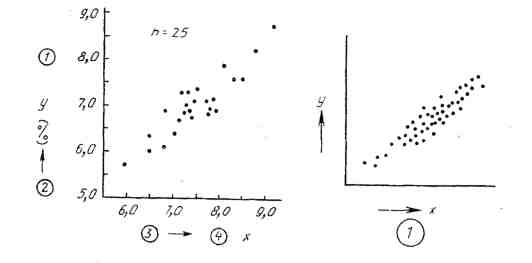 9,0
n = 25
① 8,0
y 7,0
(%)
6,0
② 5,0
6,0 7,0 8,0 9,0
③ → ④ x
y
x
①